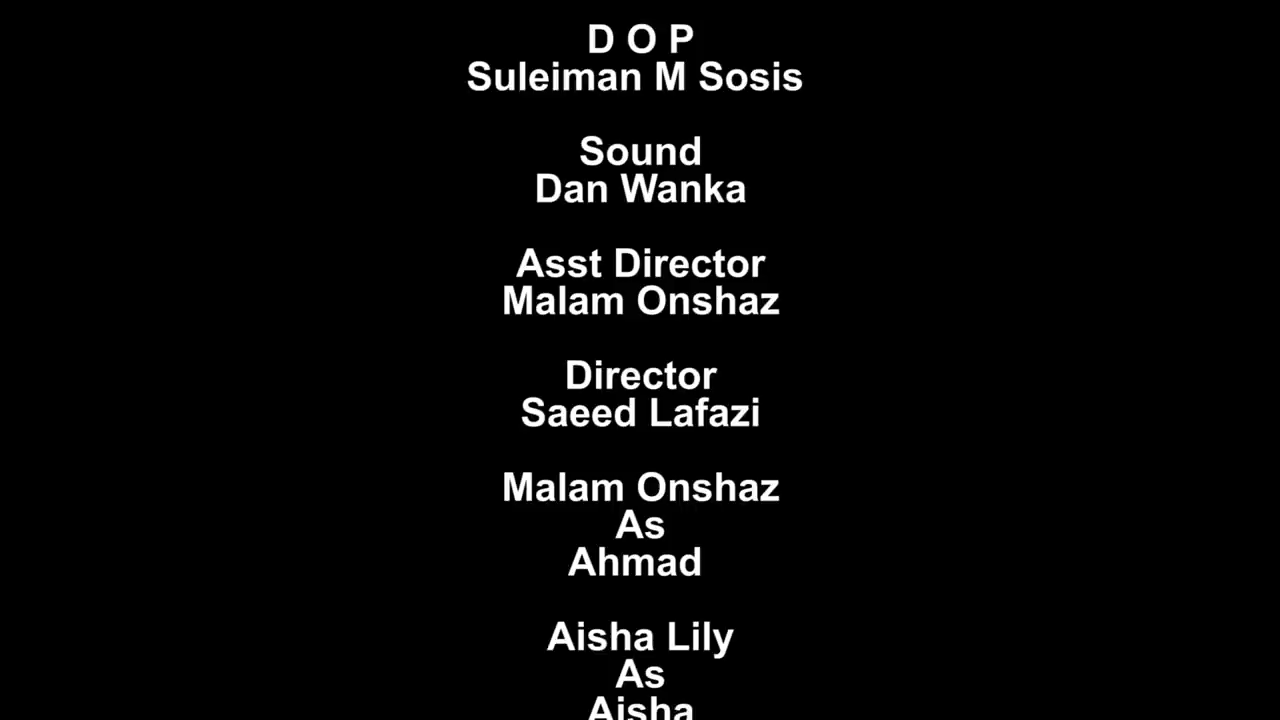 D O P
Suleiman M Sosis
Sound
Dan Wanka
Asst Director
Malam Onshaz
Director
Saeed Lafazi
Malam Onshaz
As
Ahmad
Aisha Lily
As
Aisha